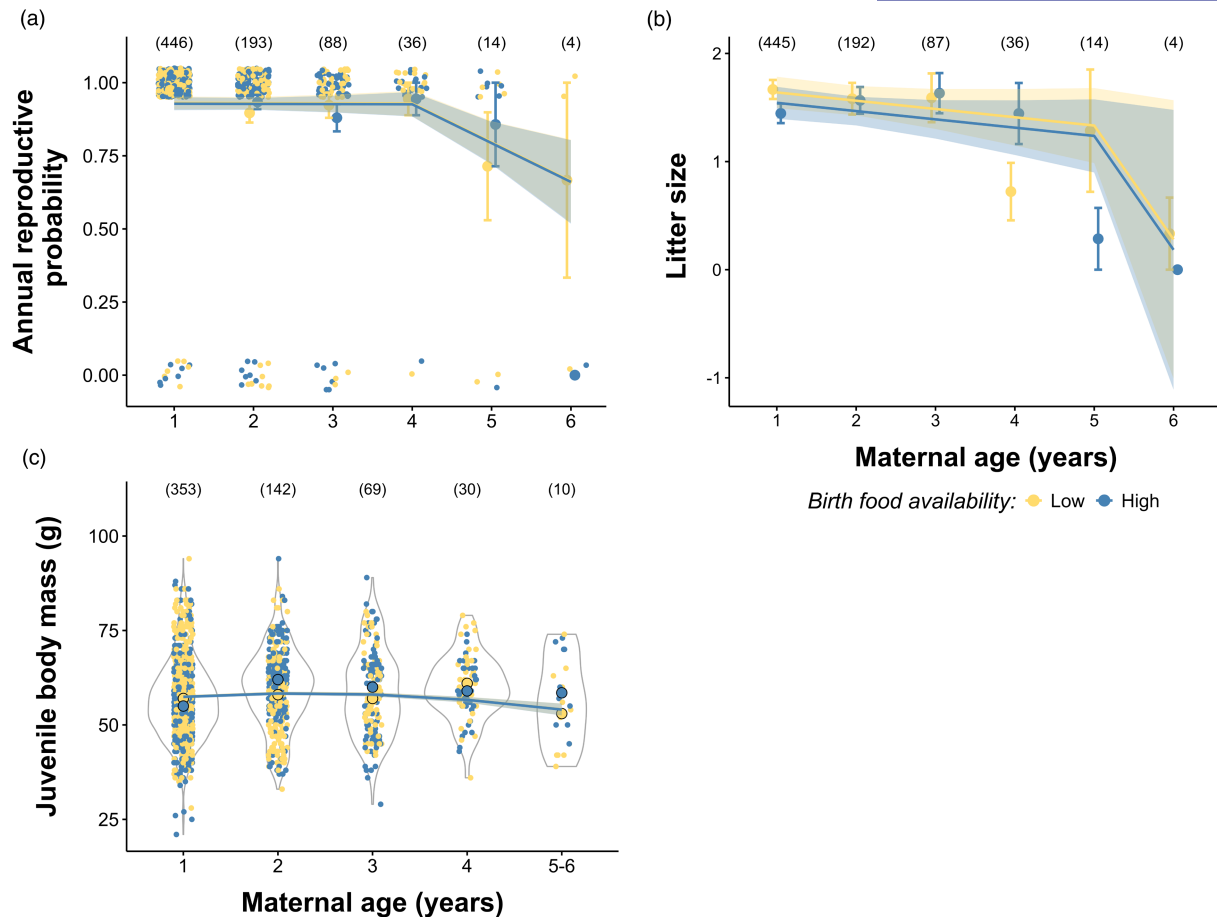 (a)
(446) (193) (88) (36) (14) (4)
1.00
0.75
0.50
0.25
0.00
Annual reproductive
probability
1 2 3 4 5 6
(b)
(445) (192) (87) (36) (14) (4)
2
1
0
-1
Litter size
1 2 3 4 5 6
Maternal age (years)
Birth food availability: Low High
(c)
(353) (142) (69) (30) (10)
100
75
50
25
Juvenile body mass (g)
1 2 3 4 5-6
Maternal age (years)